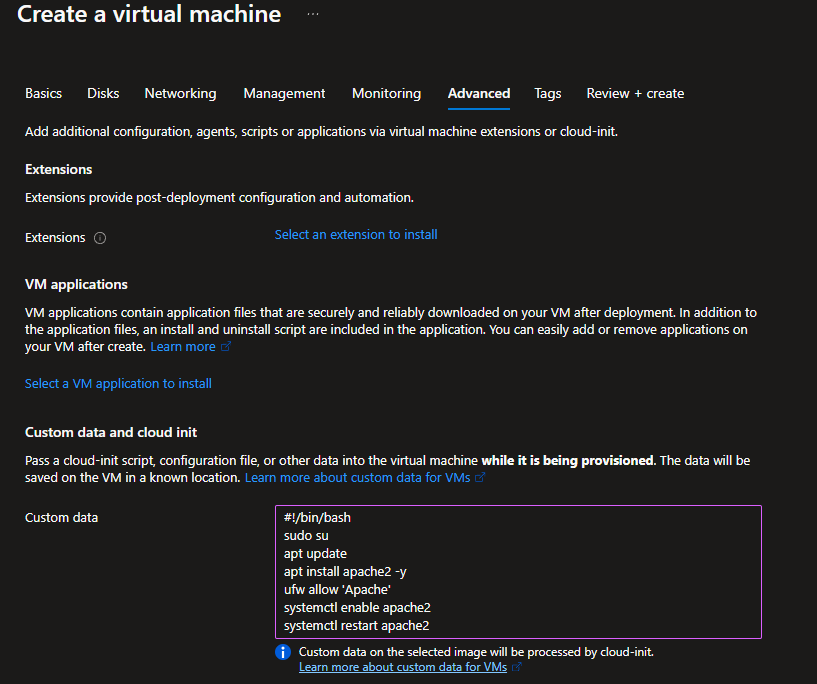 Create a virtual machine ...
Basics Disks Networking Management Monitoring Advanced Tags Review + create
Add additional configuration, agents, scripts or applications via virtual machine extensions or cloud-init.
Extensions
Extensions provide post-deployment configuration and automation.
Extensions Select an extension to install
VM applications
VM applications contain application files that are securely and reliably downloaded on your VM after deployment. In addition to
the application files, an install and uninstall script are included in the application. You can easily add or remove applications on
your VM after create. Learn more
Select a VM application to install
Custom data and cloud init
Pass a cloud-init script, configuration file, or other data into the virtual machine while it is being provisioned. The data will be
saved on the VM in a known location. Learn more about custom data for VMs
Custom data
#!/bin/bash
sudo su
apt update
apt install apache2 -y
ufw allow 'Apache'
systemctl enable apache2
systemctl restart apache2
Custom data on the selected image will be processed by cloud-init.
Learn more about custom data for VMs